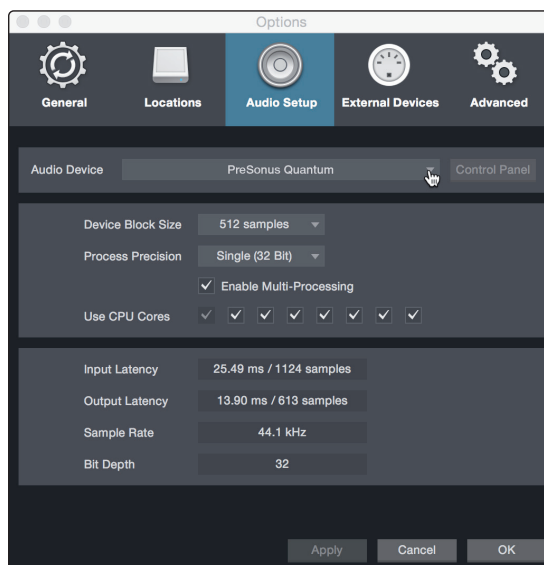 Options
General Locations Audio Setup External Devices Advanced
Audio Device PreSonus Quantum Control Panel
Device Block Size 512 samples
Process Precision Single (32 Bit)
Enable Multi-Processing
Use CPU Cores
Input Latency 25.49 ms / 1124 samples
Output Latency 13.90 ms / 613 samples
Sample Rate 44.1 kHz
Bit Depth 32
Apply Cancel OK